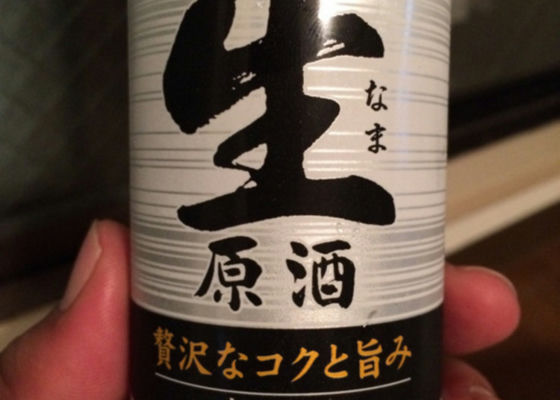 生
なま
原酒
贅沢なコクと旨み